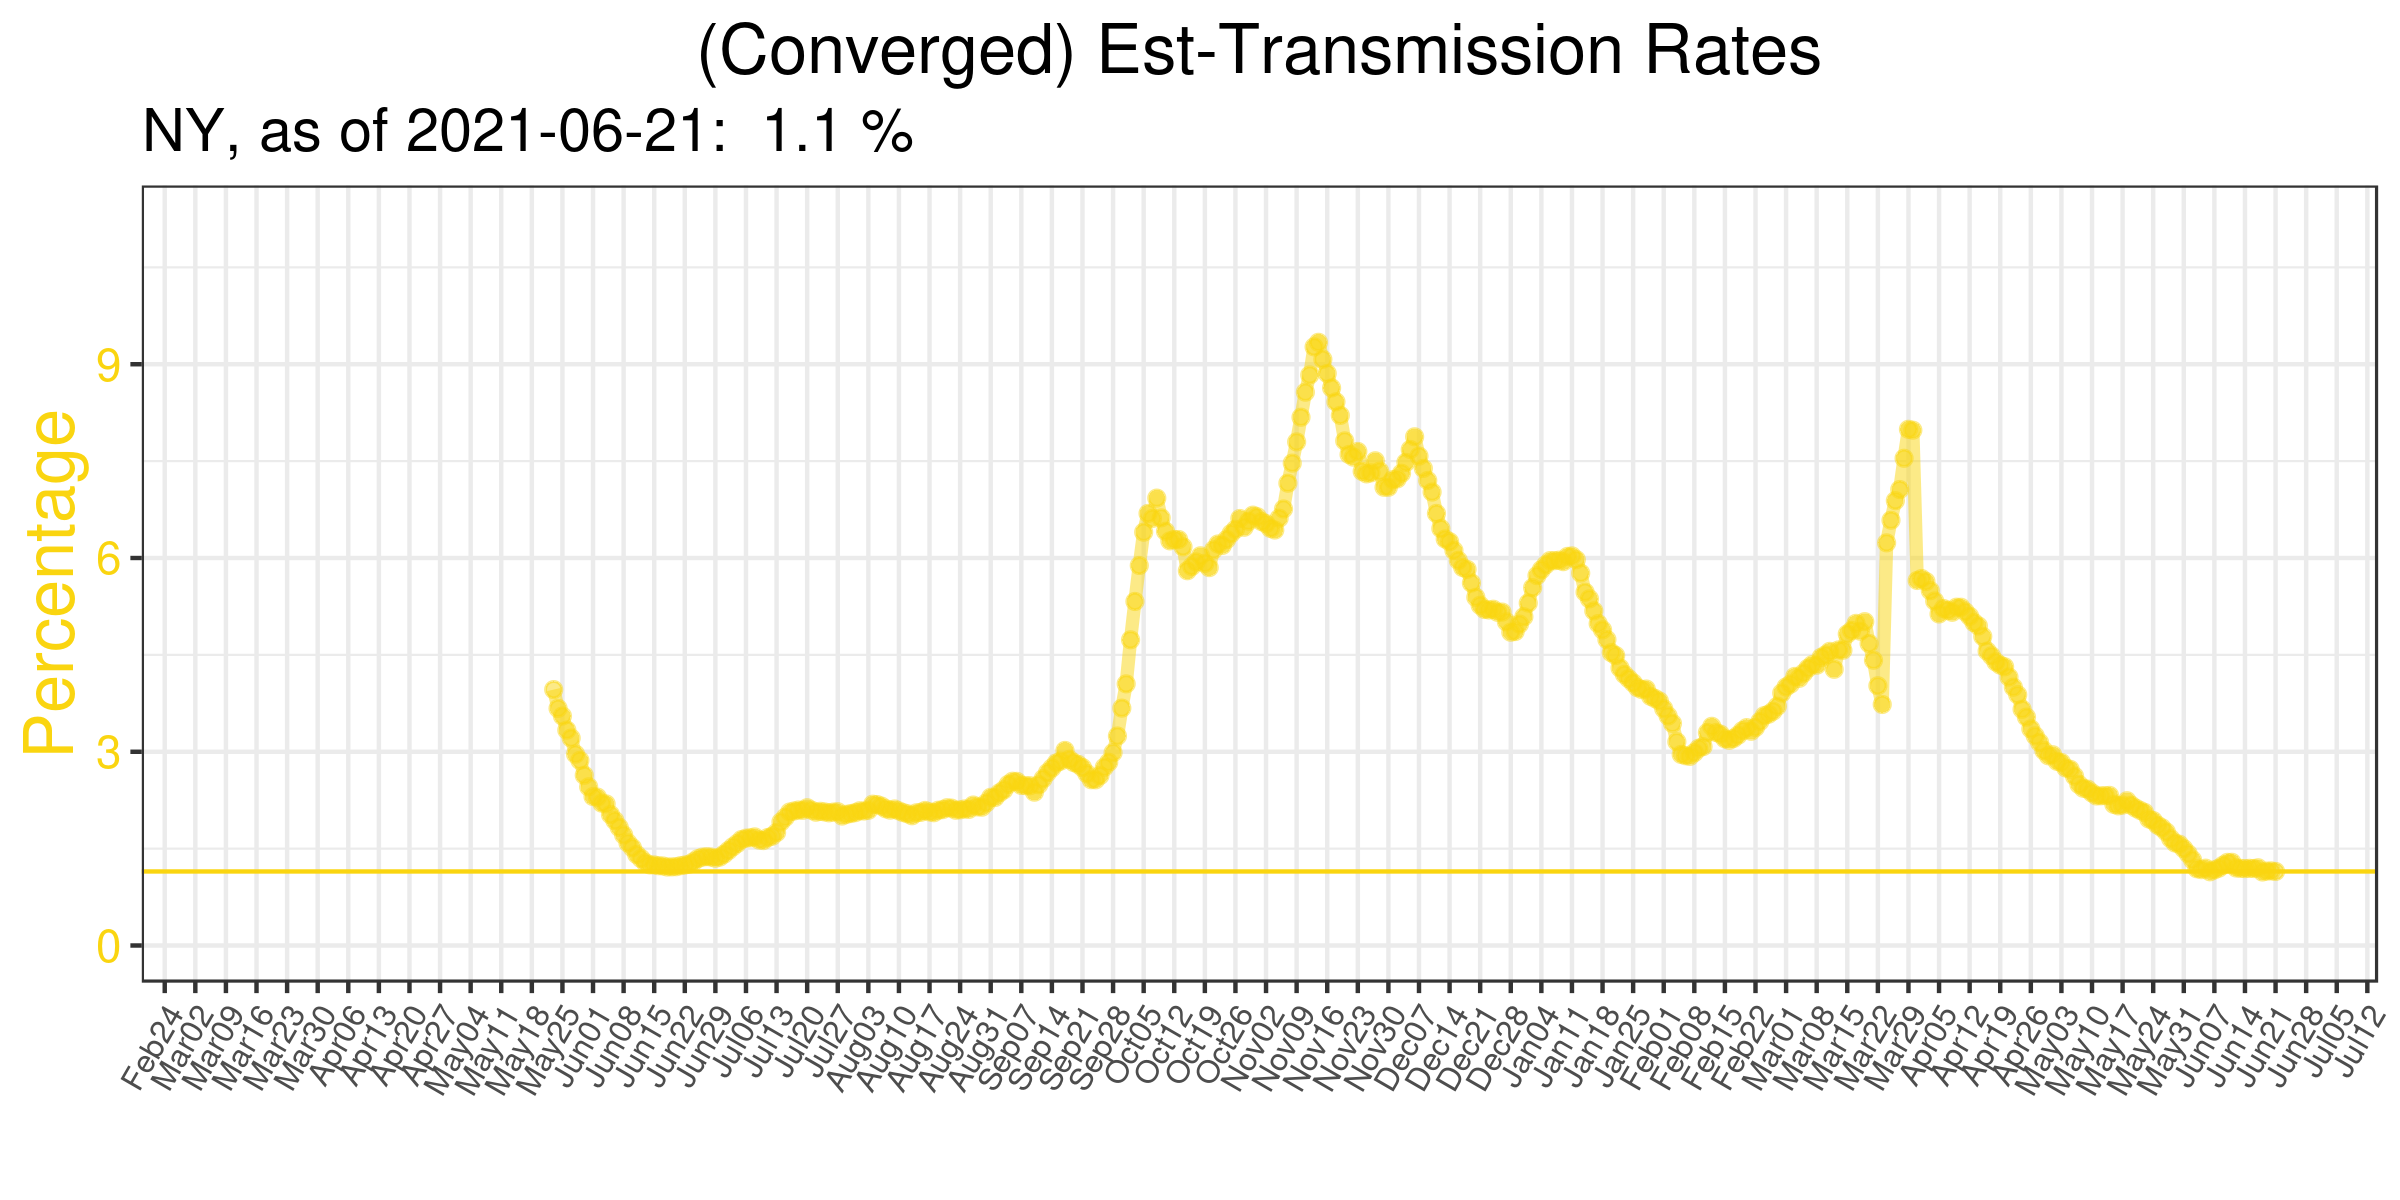 (Converged) Est-Transmission Rates
NY, as of 2021-06-21:  1.1 %
Percentage
9
6
3
0
Feb24
Mar02
Mar09
Mar16
Mar23
Mar30
Apr06
Apr13
Apr20
Apr27
May04
May11
May18
May25
Jun01
Jun08
Jun15
Jun22
Jun29
Jul06
Jul13
Jul20
Jul27
Aug03
Aug10
Aug17
Aug24
Aug31
Sep07
Sep14
Sep21
Sep28
Oct05
Oct12
Oct19
Oct26
Nov02
Nov09
Nov16
Nov23
Nov30
Dec07
Dec14
Dec21
Dec28
Jan04
Jan11
Jan18
Jan25
Feb01
Feb08
Feb15
Feb22
Mar01
Mar08
Mar15
Mar22
Mar29
Apr05
Apr12
Apr19
Apr26
May03
May10
May17
May24
May31
Jun07
Jun14
Jun21
Jun28
Jul05
Jul12